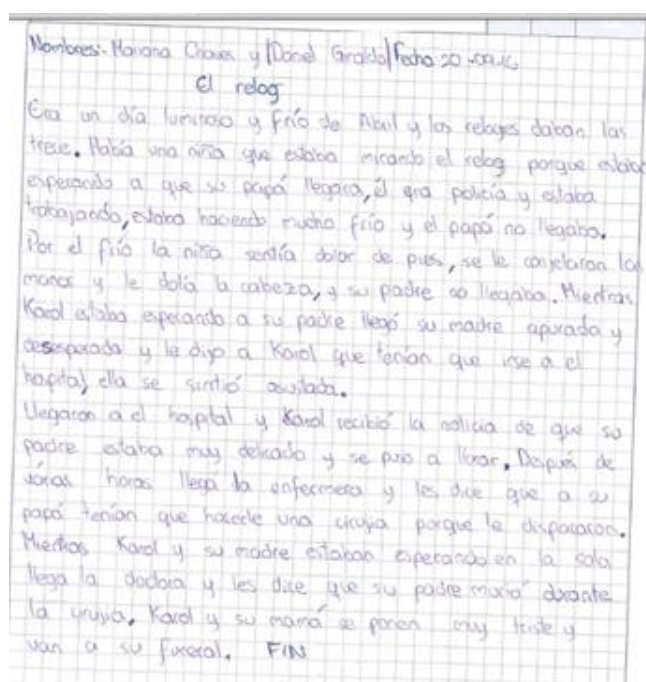 Nombres:- Mariana Chaves y /Daniel Giraldo/ Fecha 20-09-16
El relog
Era un día luminoso y frío de Abril y los relojes daban las
trece. Había una niña que estaba mirando el relog porque estaba
esperando a que su papá llegara, él era policía y estaba
trabajando, estaba haciendo mucho frío y el papá no llegaba.
Por el frío la niña sentía dolor de pies, se le conjelaron las
manos y le dolía la cabeza, y su padre no llegaba. Mientras
Karol estaba esperando a su padre llegó su madre apurada y
desesperada y le dijo a Karol que tenían que irse a el
hospital, ella se sintió asustada.
Llegaron a el hospital y Karol recibió la noticia de que su
padre estaba muy delicado y se puso a llorar. Después de
várias horas llega la enfermera y les dice que a su
papá tenían que hacerle una cirujia porque le dispararon.
Mientras Karol y su madre estaban esperando en la sala
llega la doctora y les dice que su padre murió durante
la cirujia, Karol y su mamá se ponen muy triste y
van a su funeral. FIN